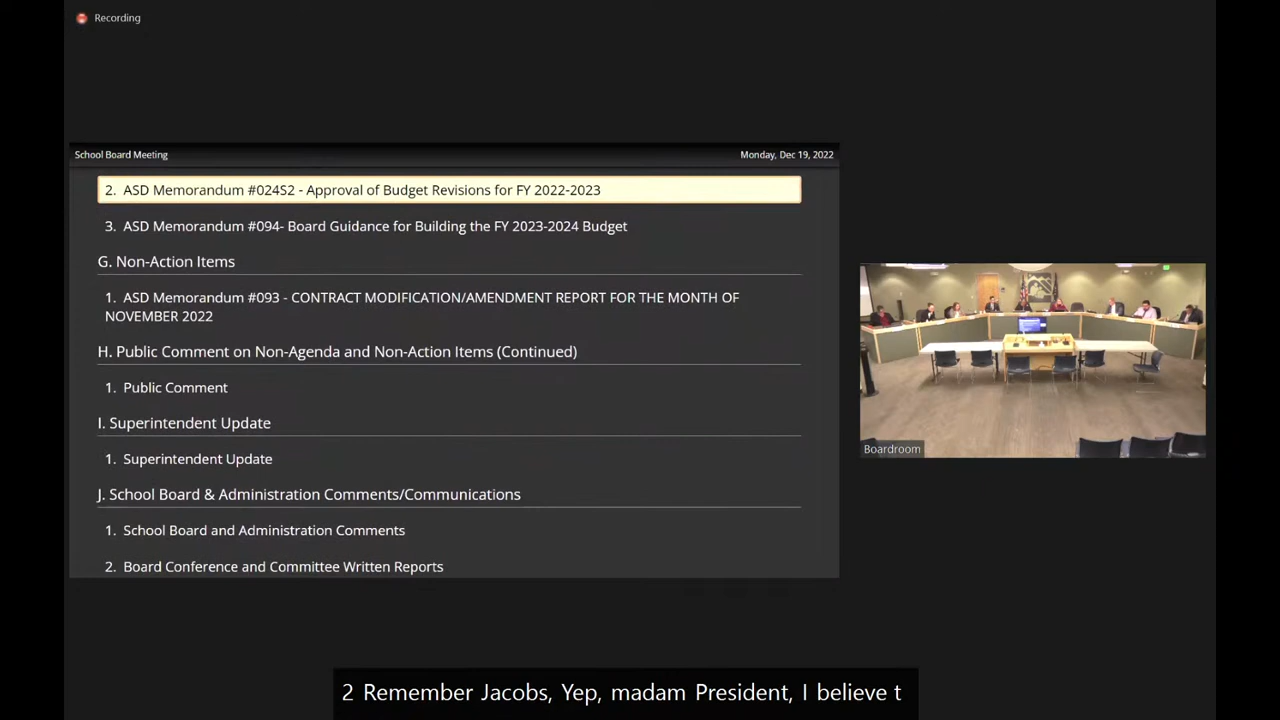 Recording
School Board Meeting
Monday, Dec 19, 2022
2. ASD Memorandum #024S2 - Approval of Budget Revisions for FY 2022-2023
3. ASD Memorandum #094- Board Guidance for Building the FY 2023-2024 Budget
G. Non-Action Items
1. ASD Memorandum #093 - CONTRACT MODIFICATION/AMENDMENT REPORT FOR THE MONTH OF
NOVEMBER 2022
H. Public Comment on Non-Agenda and Non-Action Items (Continued)
1. Public Comment
I. Superintendent Update
1. Superintendent Update
J. School Board & Administration Comments/Communications
1. School Board and Administration Comments
2. Board Conference and Committee Written Reports
Boardroom
2 Remember Jacobs, Yep, madam President, I believe t